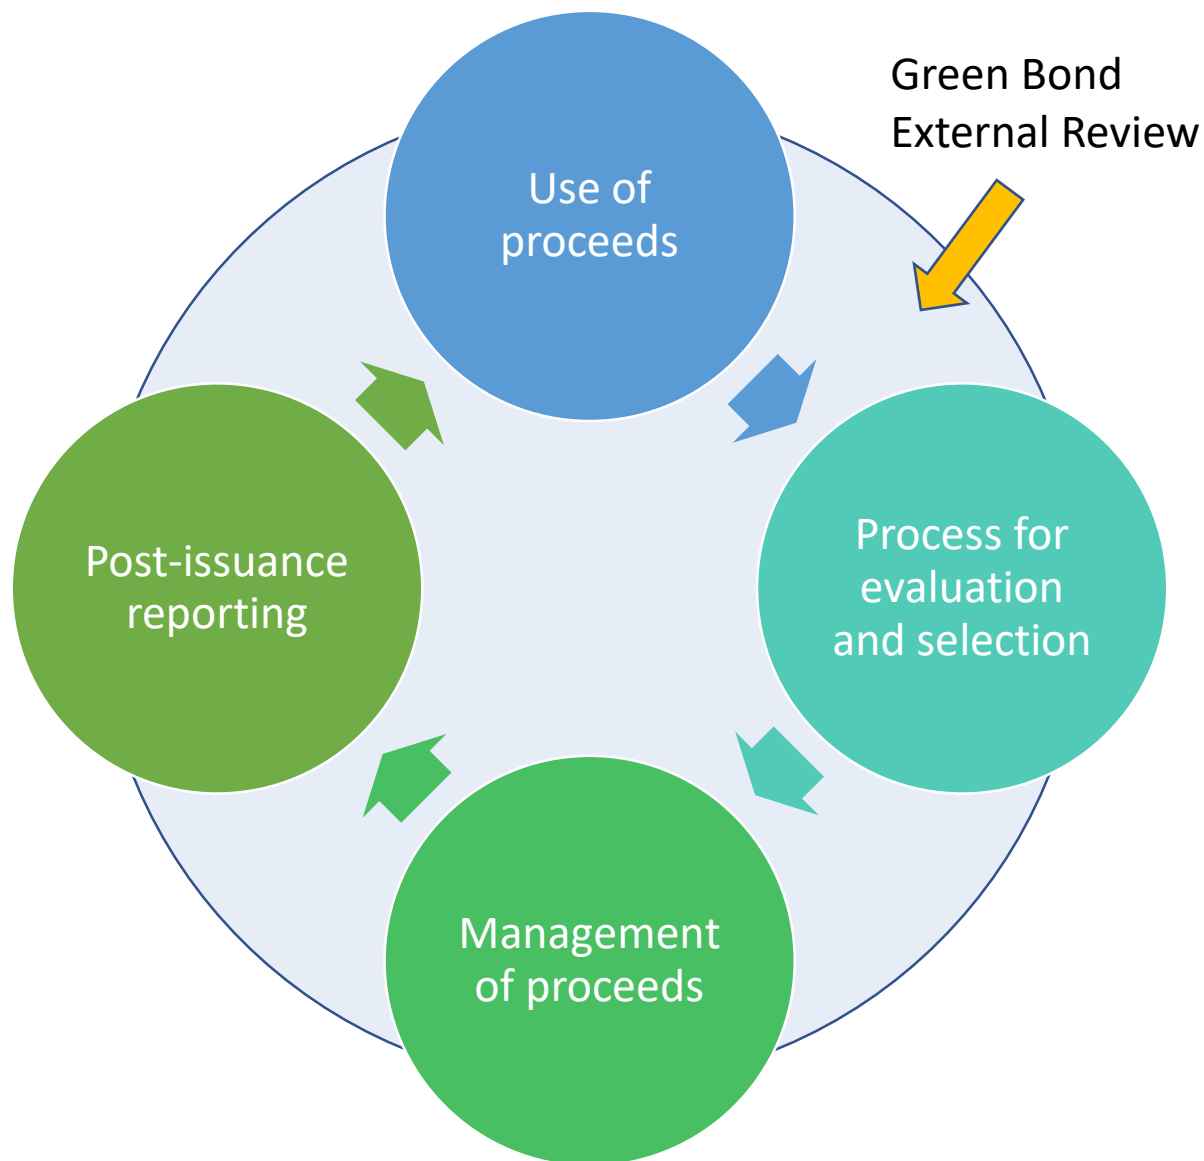 Green Bond
External Review
Use of
proceeds
Process for
evaluation
and selection
Management
of proceeds
Post-issuance
reporting